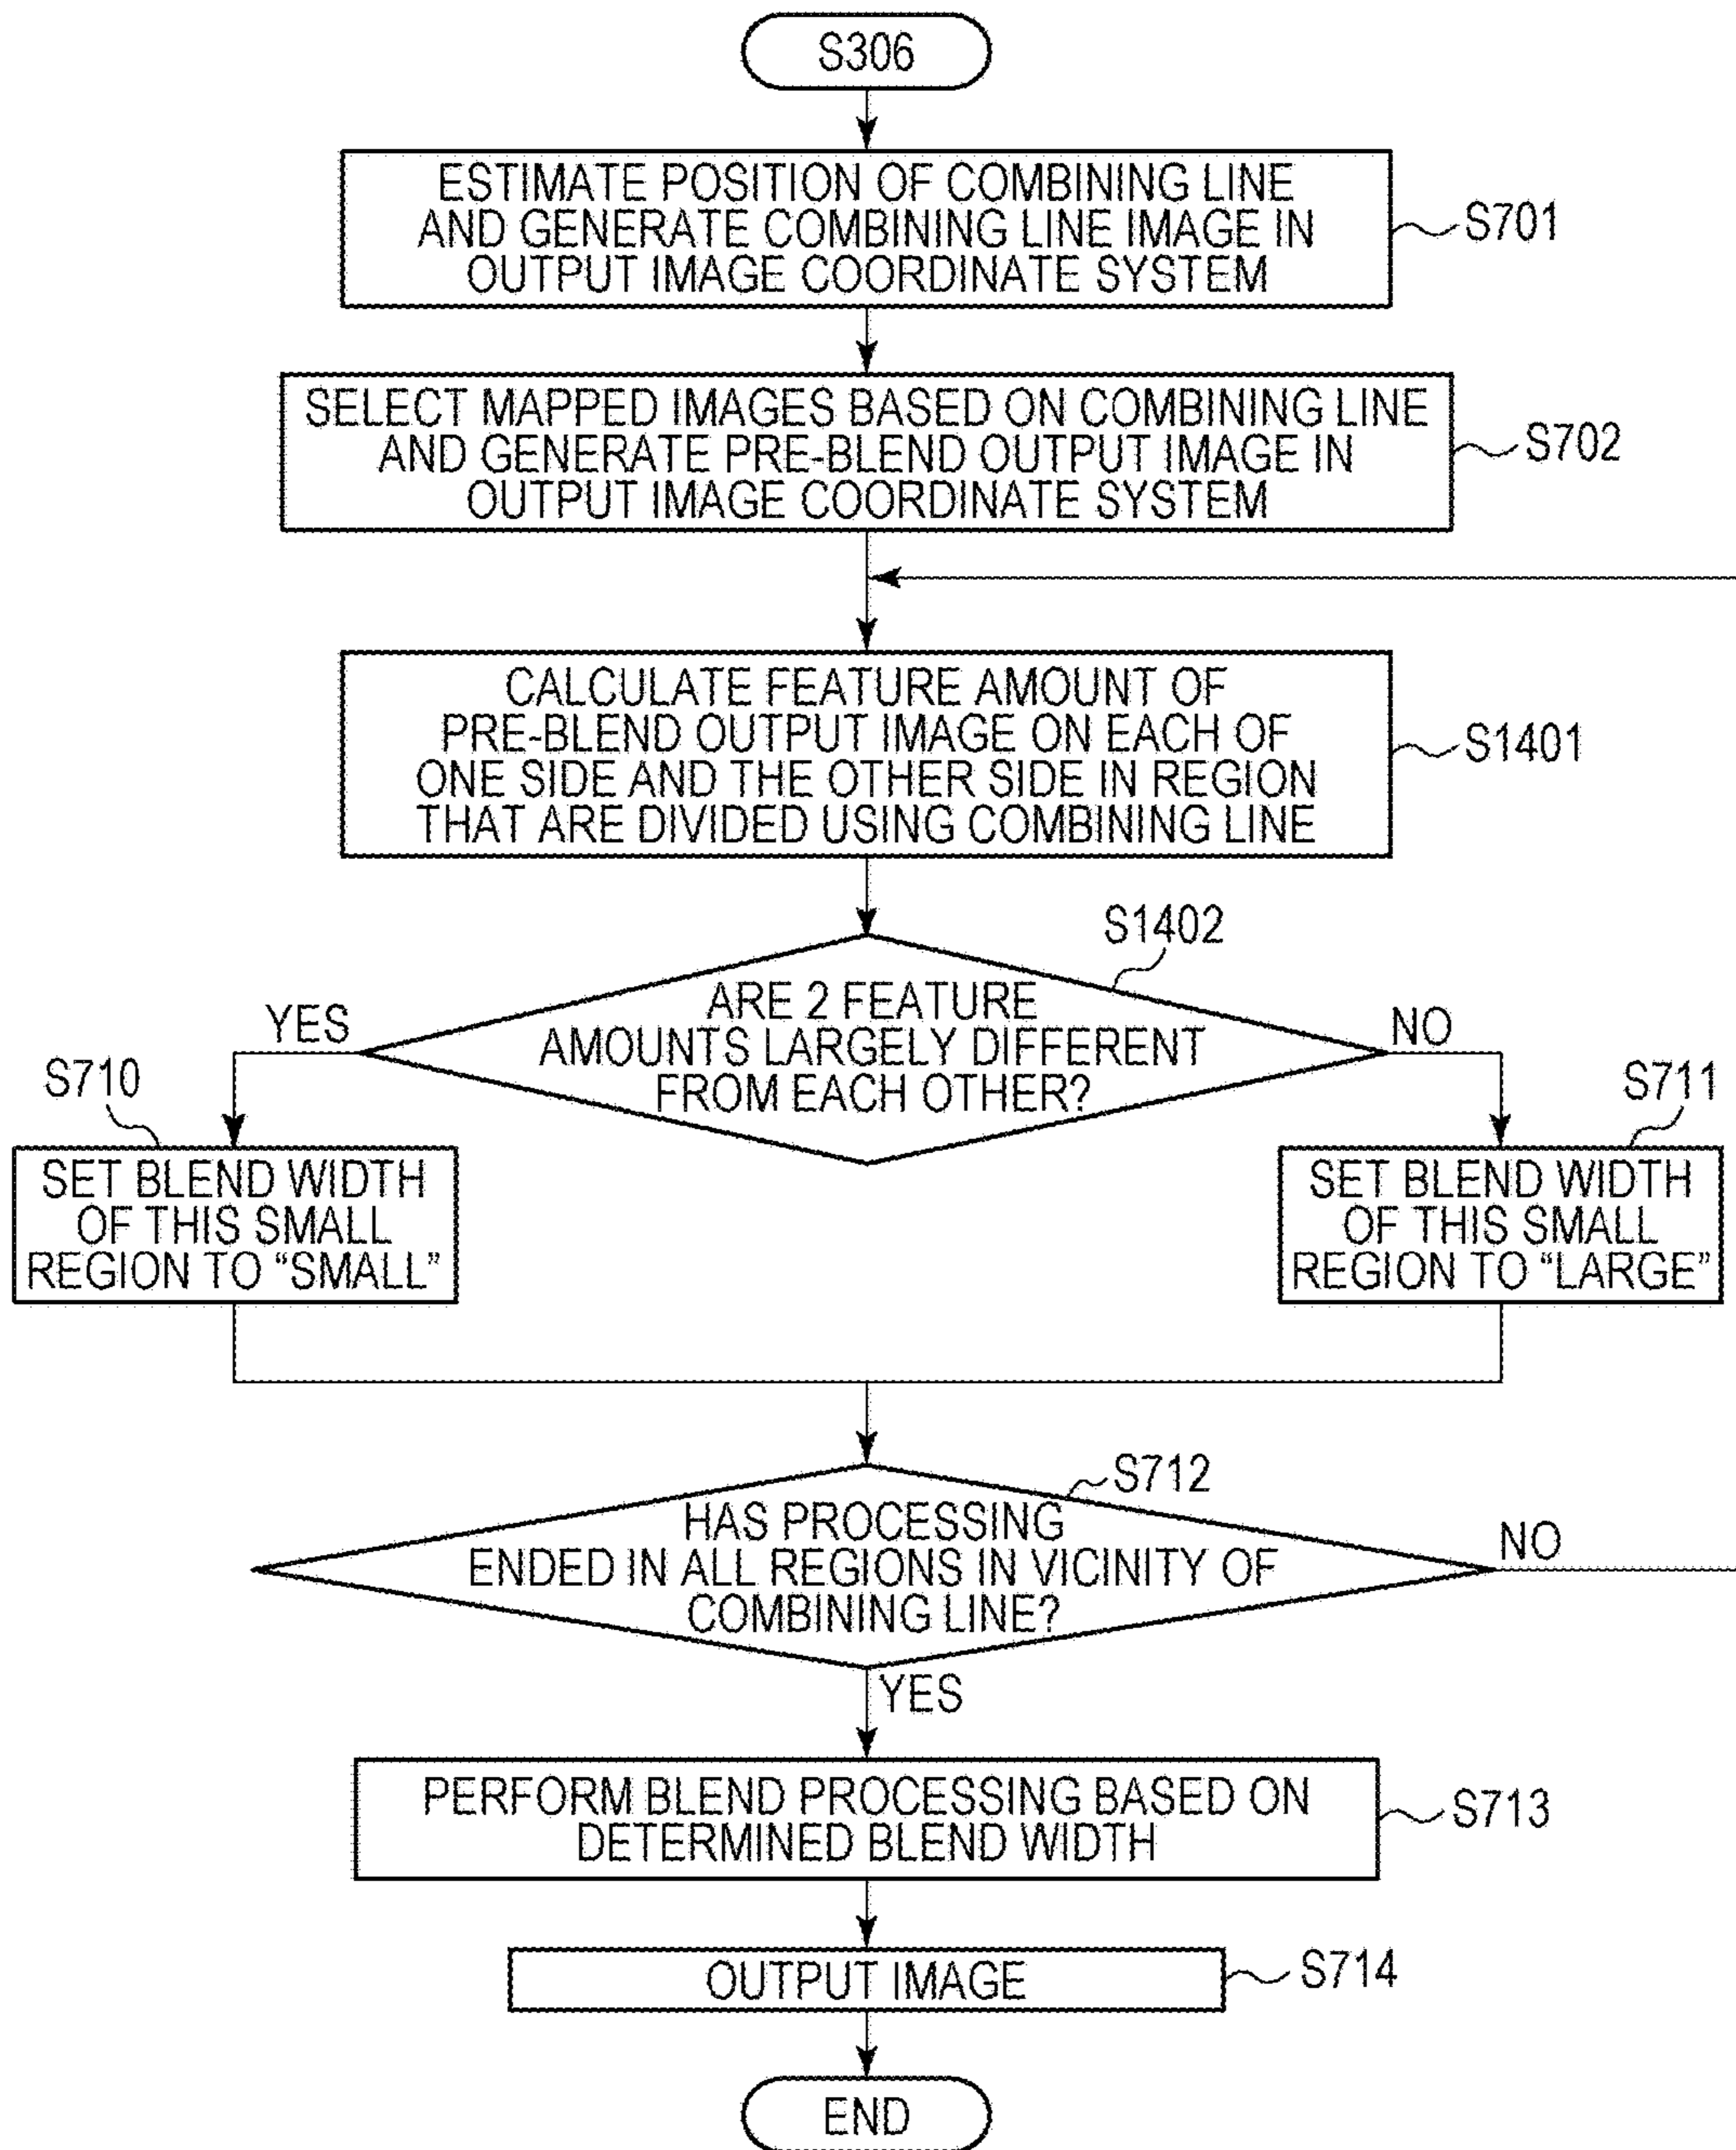 S306
ESTIMATE POSITION OF COMBINING LINE
AND GENERATE COMBINING LINE IMAGE IN
OUTPUT IMAGE COORDINATE SYSTEM
S701
SELECT MAPPED IMAGES BASED ON COMBINING LINE
AND GENERATE PRE-BLEND OUTPUT IMAGE IN
OUTPUT IMAGE COORDINATE SYSTEM
S702
CALCULATE FEATURE AMOUNT OF
PRE-BLEND OUTPUT IMAGE ON EACH OF
ONE SIDE AND THE OTHER SIDE IN REGION
THAT ARE DIVIDED USING COMBINING LINE
S1401
S1402
ARE 2 FEATURE
AMOUNTS LARGELY DIFFERENT
FROM EACH OTHER?
YES
NO
S710
SET BLEND WIDTH
OF THIS SMALL
REGION TO “SMALL”
S711
SET BLEND WIDTH
OF THIS SMALL
REGION TO “LARGE”
S712
HAS PROCESSING
ENDED IN ALL REGIONS IN VICINITY OF
COMBINING LINE?
NO
YES
PERFORM BLEND PROCESSING BASED ON
DETERMINED BLEND WIDTH
S713
OUTPUT IMAGE
S714
END